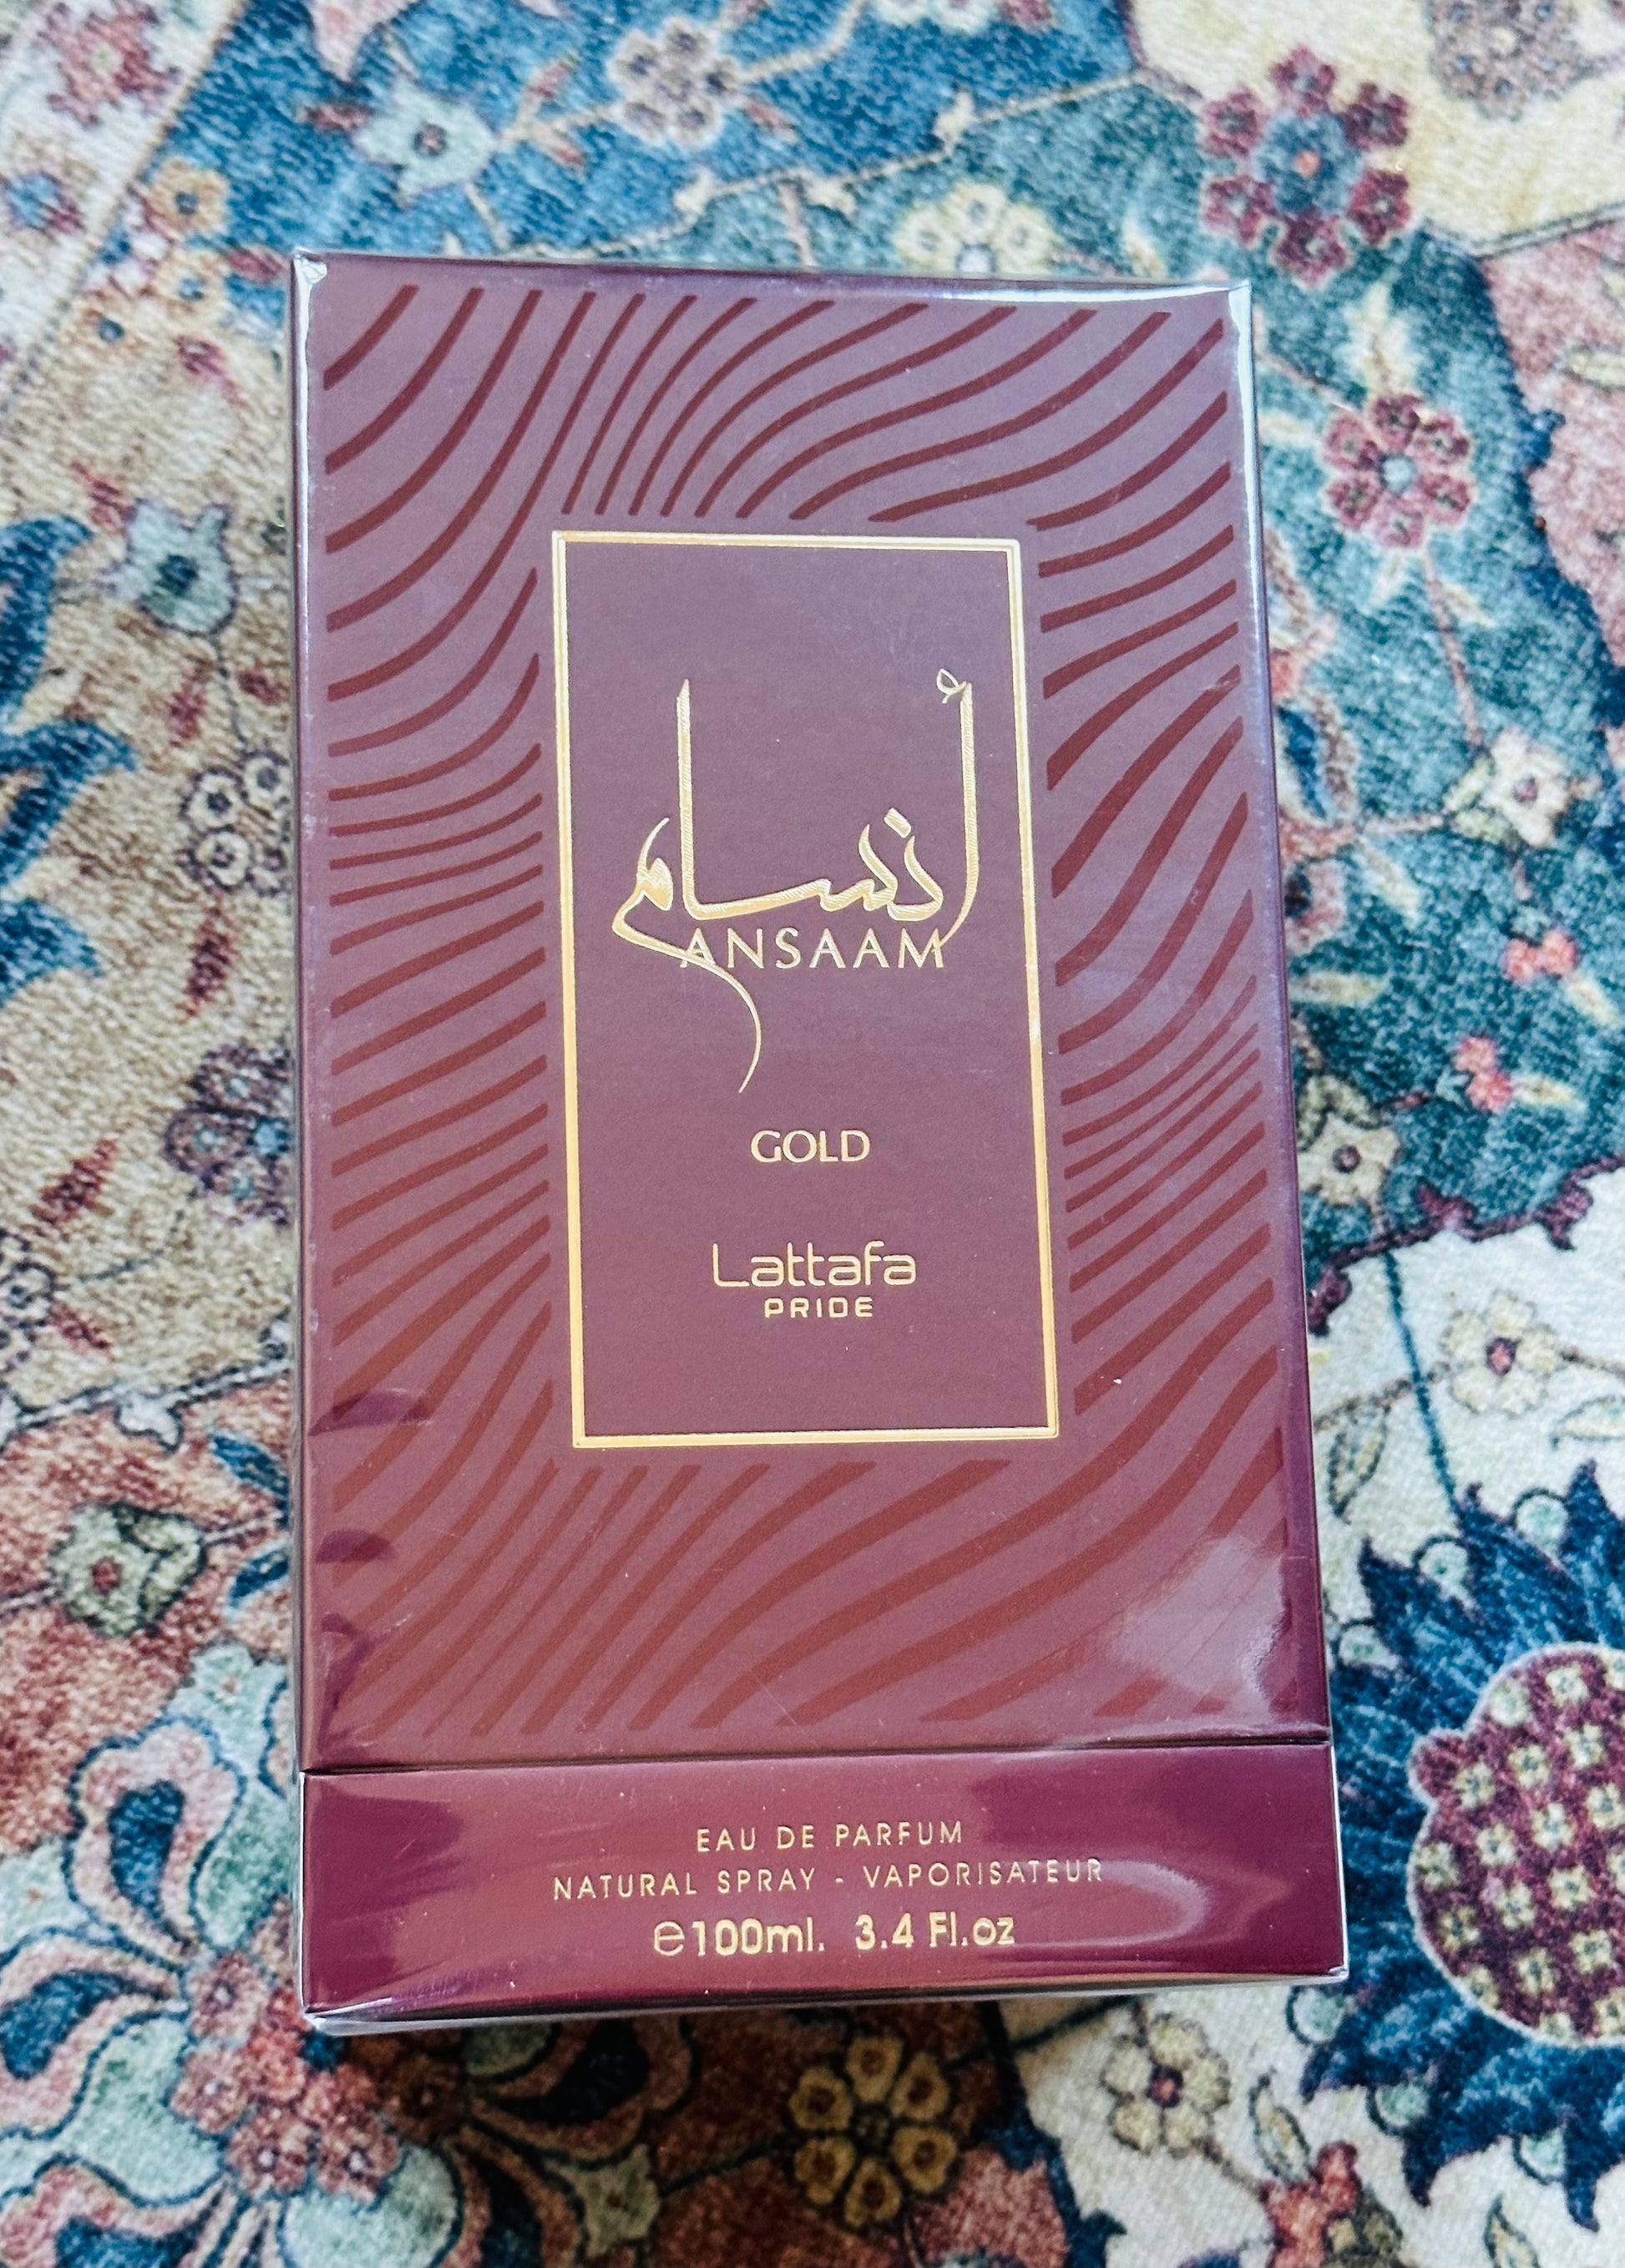 أنسام
ANSAAM
GOLD
Lattafa
PRIDE
EAU DE PARFUM
NATURAL SPRAY - VAPORISATEUR
℮100ml. 3.4 Fl.oz